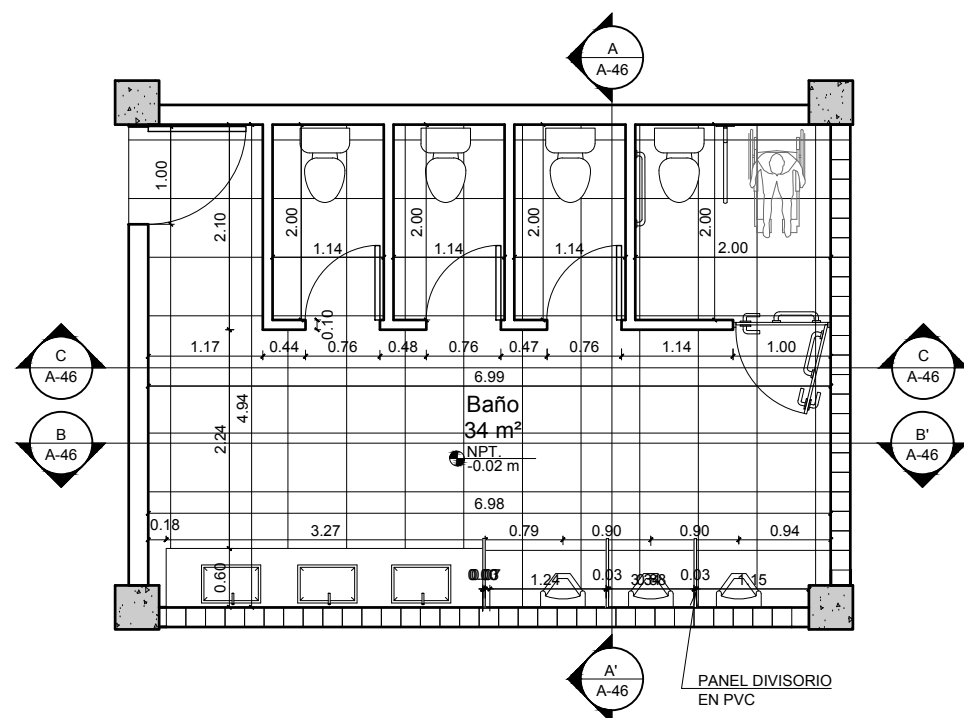 A
A-46
1.00
2.10
2.00
2.00
2.00
2.00
1.14
1.14
1.14
2.00
0.10
C
A-46
1.17
0.44
0.76
0.48
0.76
0.47
0.76
1.14
1.00
C
A-46
6.99
4.94
Baño
34 m²
B
A-46
2.24
NPT.
-0.02 m
B'
A-46
6.98
0.18
3.27
0.79
0.90
0.90
0.94
0.60
1.24
0.03
0.03
1.15
A'
A-46
PANEL DIVISORIO
EN PVC